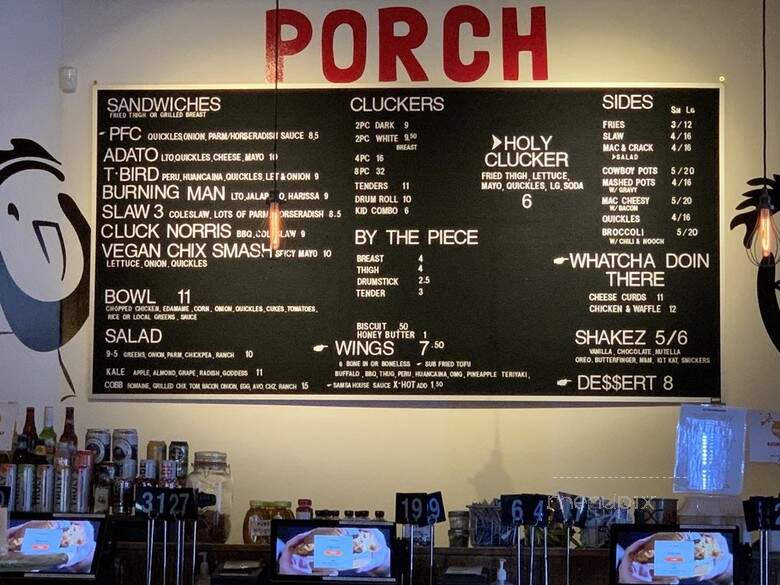 PORCH
SANDWICHES
FRIED THIGH OR GRILLED BREAST
PFC QUICKLES,ONION, PARM/HORSERADISH SAUCE 8.5
ADATO LTO,QUICKLES,CHEESE,MAYO 10
T·BIRD PERU, HUANCAINA, QUICKLES, LET & ONION 9
BURNING MAN LTO, HARISSA 9
SLAW 3 COLESLAW, LOTS OF PARM 8.5
CLUCK NORRIS BBQ, COLESLAW 9
VEGAN CHIX SMASH SPICY MAYO 10
LETTUCE, ONION, QUICKLES
BOWL 11
CHOPPED CHICKEN, EDAMAME, CORN, ONION, QUICKLES, CUKES, TOMATOES,
RICE OR LOCAL GREENS, SAUCE
SALAD
9-5 GREENS, ONION, PARM, CHICKPEA, RANCH 10
KALE APPLE, ALMOND, GRAPE, RADISH, GODDESS 11
COBB ROMAINE, GRILLED CHX, TOM, BACON, ONION, EGG, AVO, CHZ, RANCH 15
CLUCKERS
2PC DARK 9
2PC WHITE 9.50
BREAST
4PC 16
8PC 32
TENDERS 11
DRUM ROLL 10
KID COMBO 6
BY THE PIECE
BREAST 4
THIGH 4
DRUMSTICK 2.5
TENDER 3
BISCUIT .50
HONEY BUTTER 1
WINGS 7.50
6 BONE IN OR BONELESS - SUB FRIED TOFU
BUFFALO, BBQ, THUG, PERU, HUANCAINA, OMG, PINEAPPLE TERIYAKI,
SAMBA HOUSE SAUCE X-HOT ADD 1.50
HOLY
CLUCKER
FRIED THIGH, LETTUCE,
MAYO, QUICKLES, LG. SODA
6
SIDES Sm LG
FRIES 3/12
SLAW 4/16
MAC & CRACK 4/16
SALAD
COWBOY POTS 5/20
MASHED POTS 4/16
W/ GRAVY
MAC CHEESY 5/20
W/ BACON
QUICKLES 4/16
BROCCOLI 5/20
W/ CHILI & NOOCH
WHATCHA DOIN
THERE
CHEESE CURDS 11
CHICKEN & WAFFLE 12
SHAKEZ 5/6
VANILLA, CHOCOLATE, NUTELLA
OREO, BUTTERFINGER, M&M, KIT KAT, SNICKERS
DE$$ERT 8
31 27
19 9
6 4
menupix